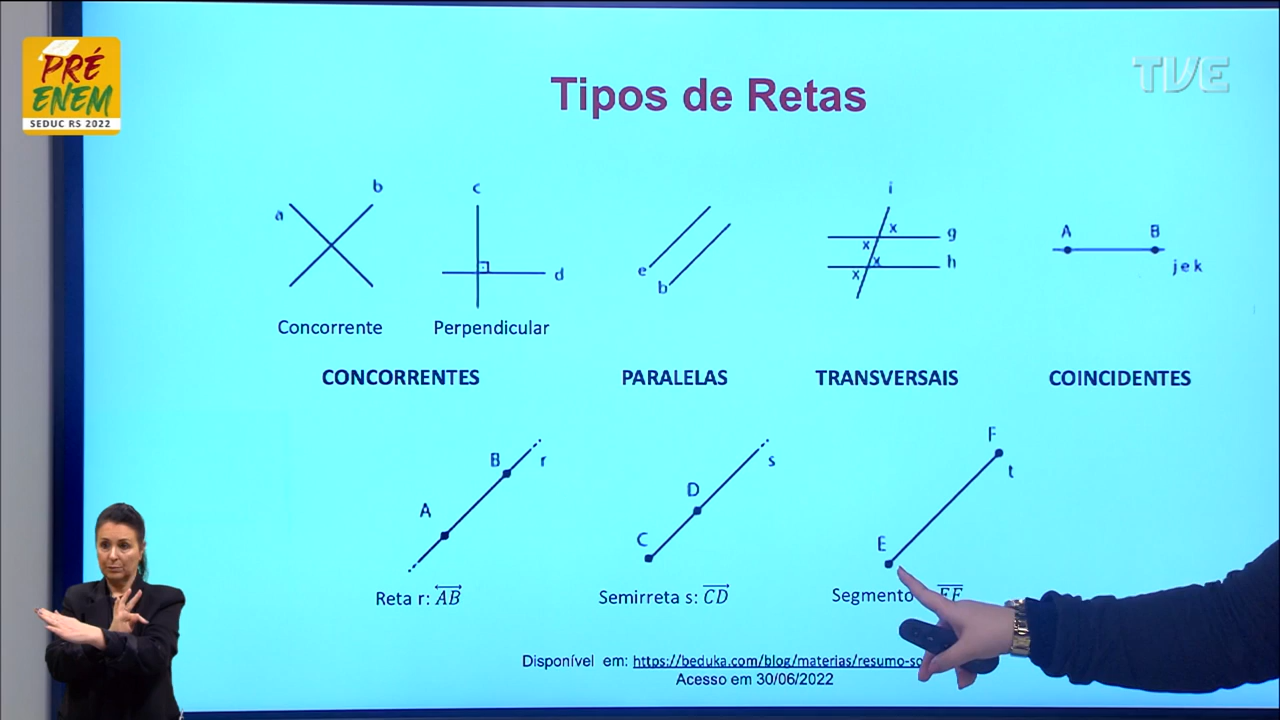 PRÉ
ENEM
SEDUC RS 2022
TVE
Tipos de Retas
a
b
c
d
e
b
i
x
g
x
x
h
x
A
B
j e k
Concorrente
Perpendicular
CONCORRENTES
PARALELAS
TRANSVERSAIS
COINCIDENTES
A
B
r
C
D
s
E
F
t
Reta r: AB
Semirreta s: CD
Segmento EF
Disponível em: https://beduka.com/blog/materias/resumo-so
Acesso em 30/06/2022